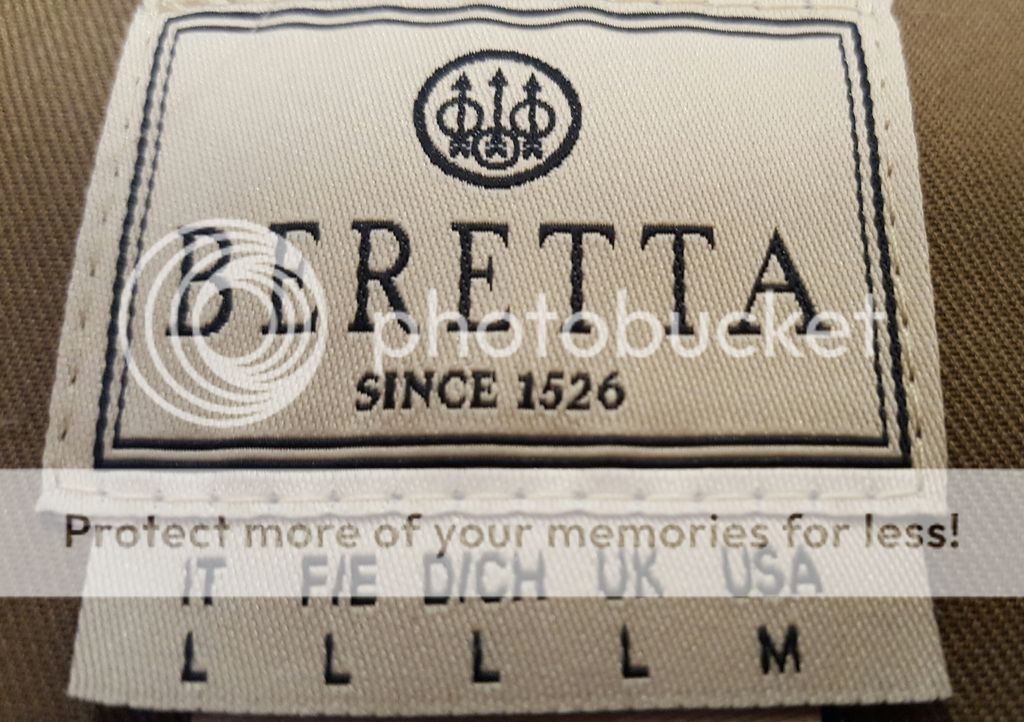 BERETTA
photobucket
SINCE 1526
Protect more of your memories for less!
IT F/E D/CH UK USA
L L L L M